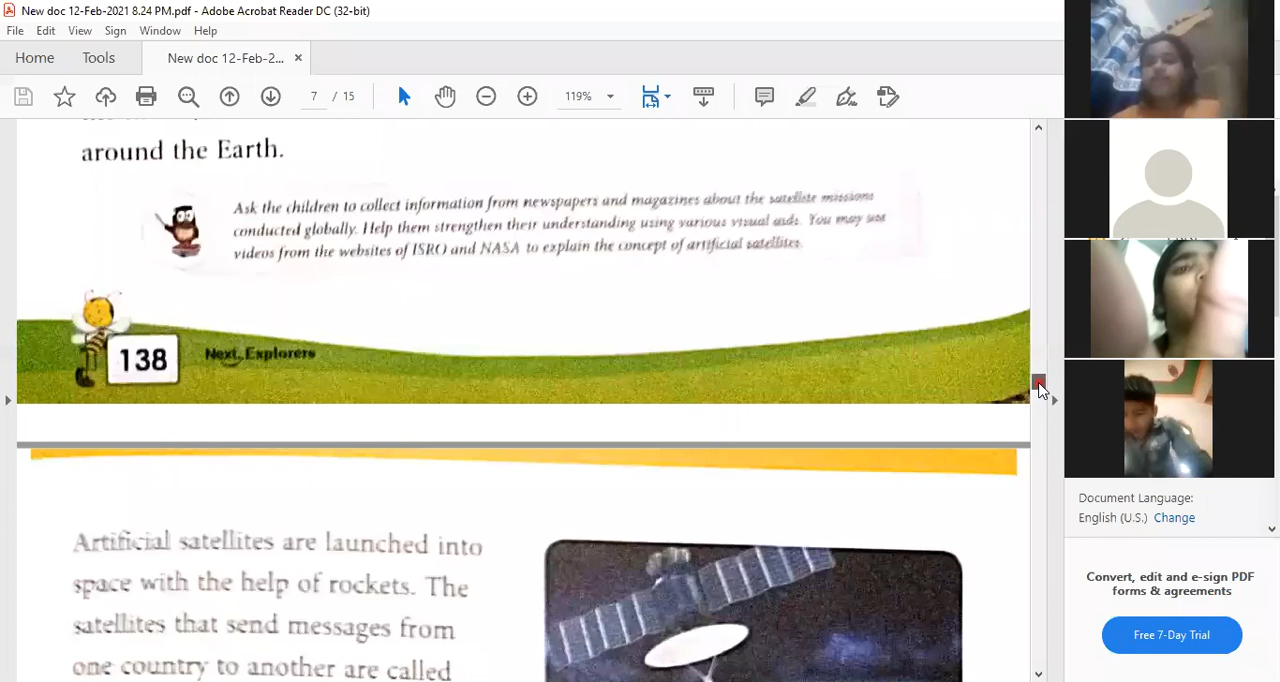 New doc 12-Feb-2021 8.24 PM.pdf - Adobe Acrobat Reader DC (32-bit)
File Edit View Sign Window Help
Home Tools New doc 12-Feb-2... ×
7 / 15 119%
around the Earth.
Ask the children to collect information from newspapers and magazines about the satellite missions
conducted globally. Help them strengthen their understanding using various visual aids. You may use
videos from the websites of ISRO and NASA to explain the concept of artificial satellites.
138 Next Explorers
Artificial satellites are launched into
space with the help of rockets. The
satellites that send messages from
one country to another are called
Document Language:
English (U.S.) Change
Convert, edit and e-sign PDF
forms & agreements
Free 7-Day Trial